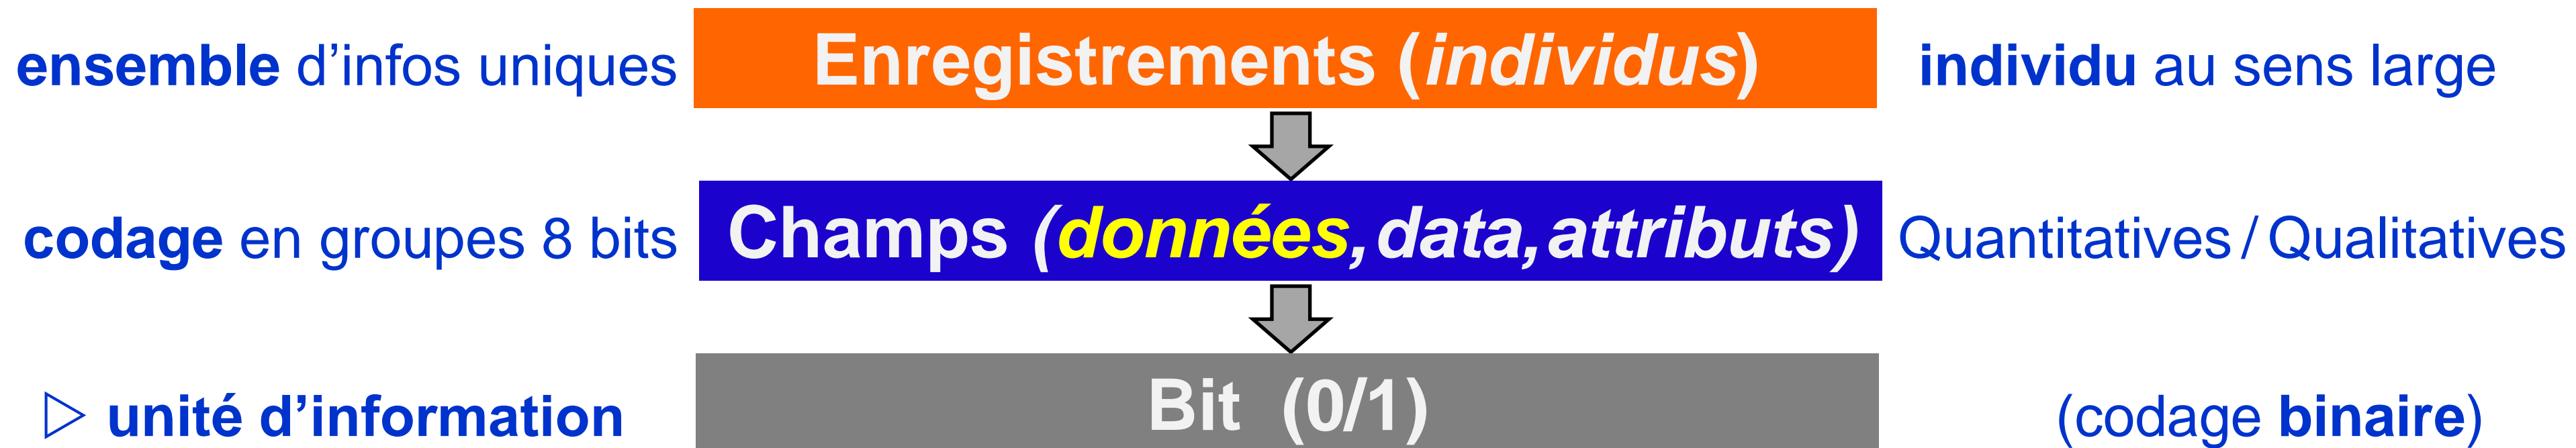 ensemble d’infos uniques Enregistrements (individus) individu au sens large
codage en groupes 8 bits Champs (données, data, attributs) Quantitatives / Qualitatives
▷ unité d’information Bit (0/1) (codage binaire)